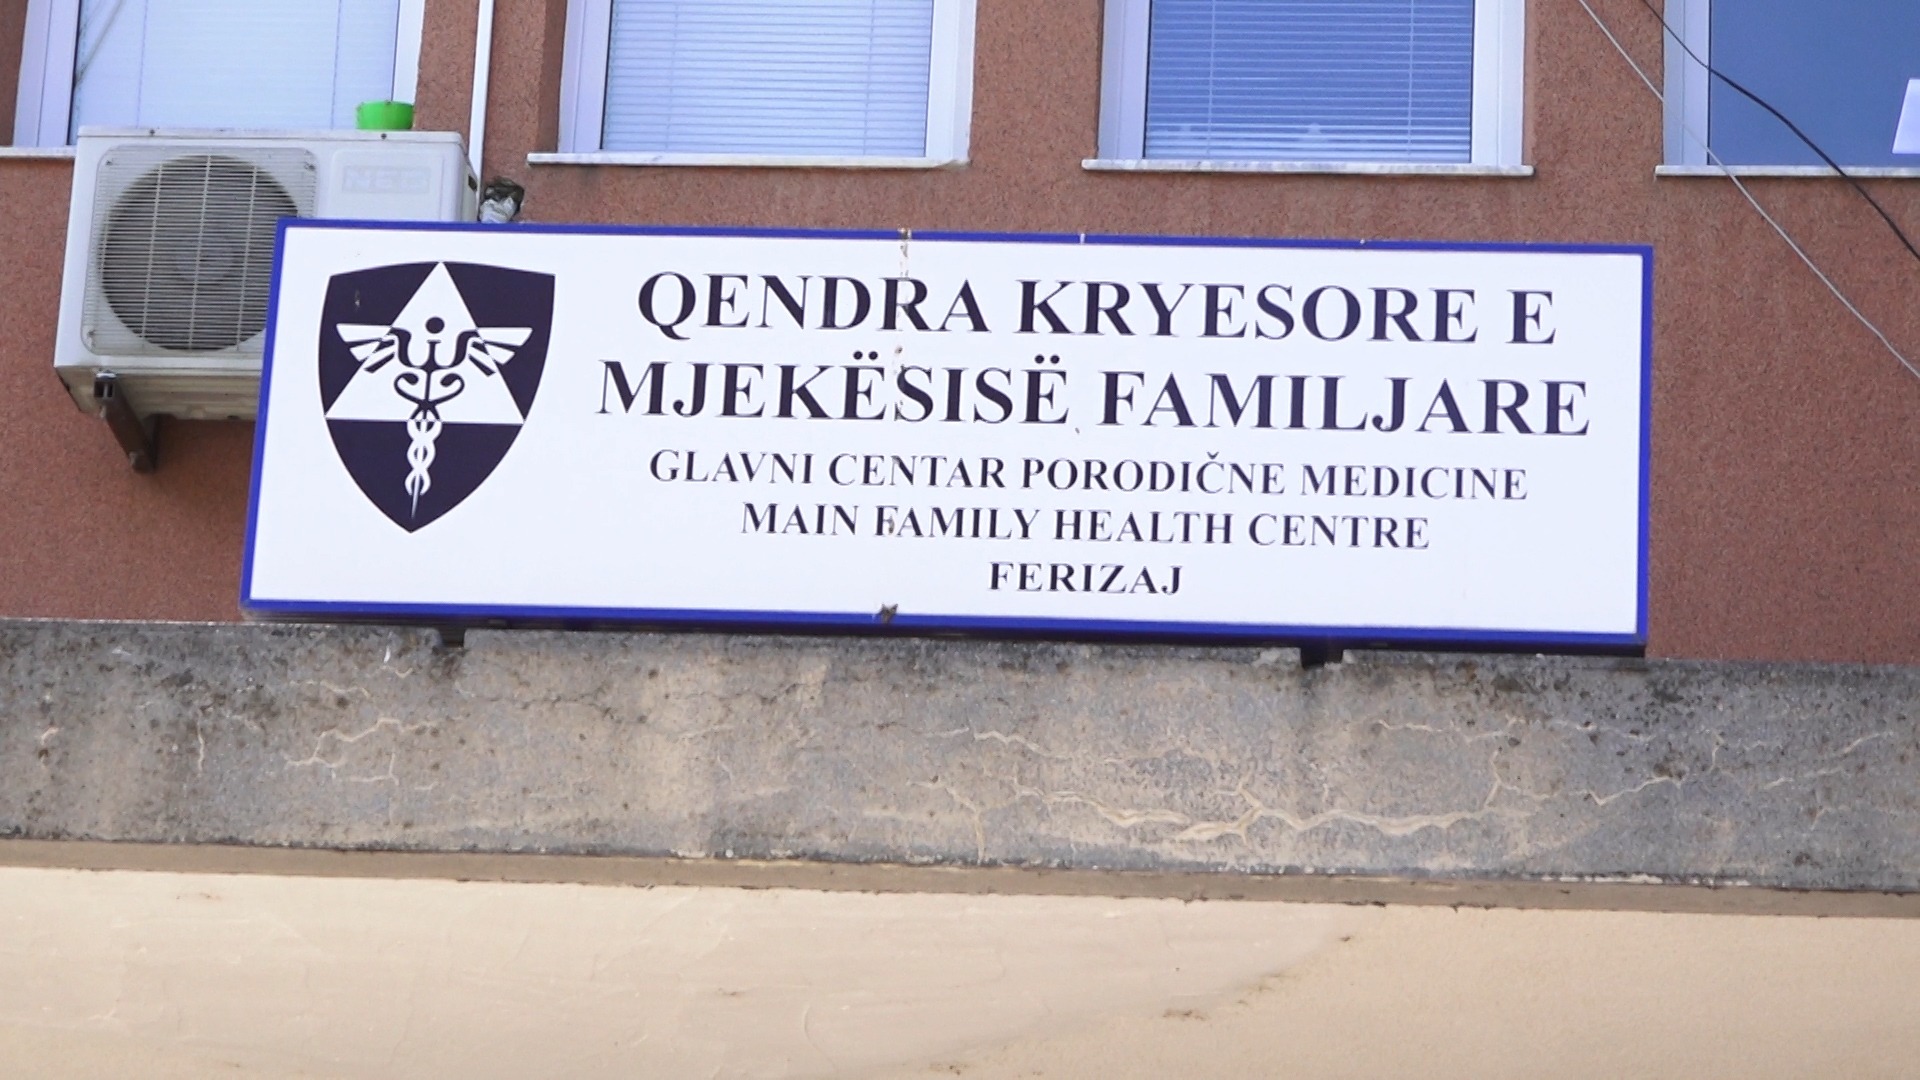 QENDRA KRYESORE E
MJEKËSISË FAMILJARE
GLAVNI CENTAR PORODIČNE MEDICINE
MAIN FAMILY HEALTH CENTRE
FERIZAJ